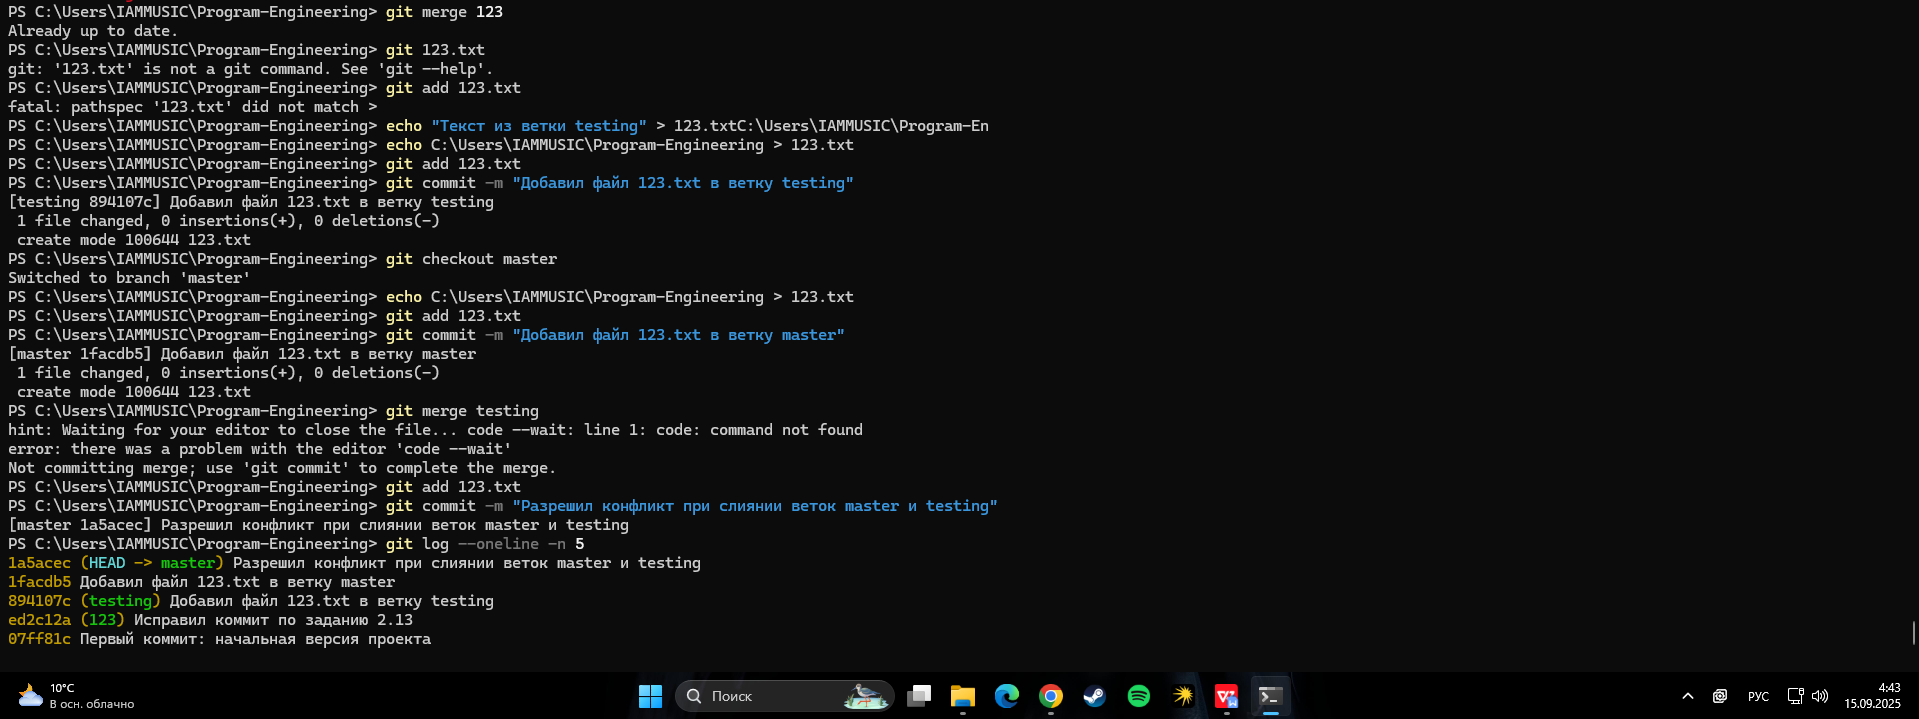 PS C:\Users\IAMMUSIC\Program-Engineering> git merge 123
Already up to date.
PS C:\Users\IAMMUSIC\Program-Engineering> git 123.txt
git: '123.txt' is not a git command. See 'git --help'.
PS C:\Users\IAMMUSIC\Program-Engineering> git add 123.txt
fatal: pathspec '123.txt' did not match >
PS C:\Users\IAMMUSIC\Program-Engineering> echo "Текст из ветки testing" > 123.txtC:\Users\IAMMUSIC\Program-En
PS C:\Users\IAMMUSIC\Program-Engineering> echo C:\Users\IAMMUSIC\Program-Engineering > 123.txt
PS C:\Users\IAMMUSIC\Program-Engineering> git add 123.txt
PS C:\Users\IAMMUSIC\Program-Engineering> git commit -m "Добавил файл 123.txt в ветку testing"
[testing 894107c] Добавил файл 123.txt в ветку testing
 1 file changed, 0 insertions(+), 0 deletions(-)
 create mode 100644 123.txt
PS C:\Users\IAMMUSIC\Program-Engineering> git checkout master
Switched to branch 'master'
PS C:\Users\IAMMUSIC\Program-Engineering> echo C:\Users\IAMMUSIC\Program-Engineering > 123.txt
PS C:\Users\IAMMUSIC\Program-Engineering> git add 123.txt
PS C:\Users\IAMMUSIC\Program-Engineering> git commit -m "Добавил файл 123.txt в ветку master"
[master 1facdb5] Добавил файл 123.txt в ветку master
 1 file changed, 0 insertions(+), 0 deletions(-)
 create mode 100644 123.txt
PS C:\Users\IAMMUSIC\Program-Engineering> git merge testing
hint: Waiting for your editor to close the file... code --wait: line 1: code: command not found
error: there was a problem with the editor 'code --wait'
Not committing merge; use 'git commit' to complete the merge.
PS C:\Users\IAMMUSIC\Program-Engineering> git add 123.txt
PS C:\Users\IAMMUSIC\Program-Engineering> git commit -m "Разрешил конфликт при слиянии веток master и testing"
[master 1a5acec] Разрешил конфликт при слиянии веток master и testing
PS C:\Users\IAMMUSIC\Program-Engineering> git log --oneline -n 5
1a5acec (HEAD -> master) Разрешил конфликт при слиянии веток master и testing
1facdb5 Добавил файл 123.txt в ветку master
894107c (testing) Добавил файл 123.txt в ветку testing
ed2c12a (123) Исправил коммит по заданию 2.13
07ff81c Первый коммит: начальная версия проекта
10°C
В осн. облачно
Поиск
РУС
4:43
15.09.2025